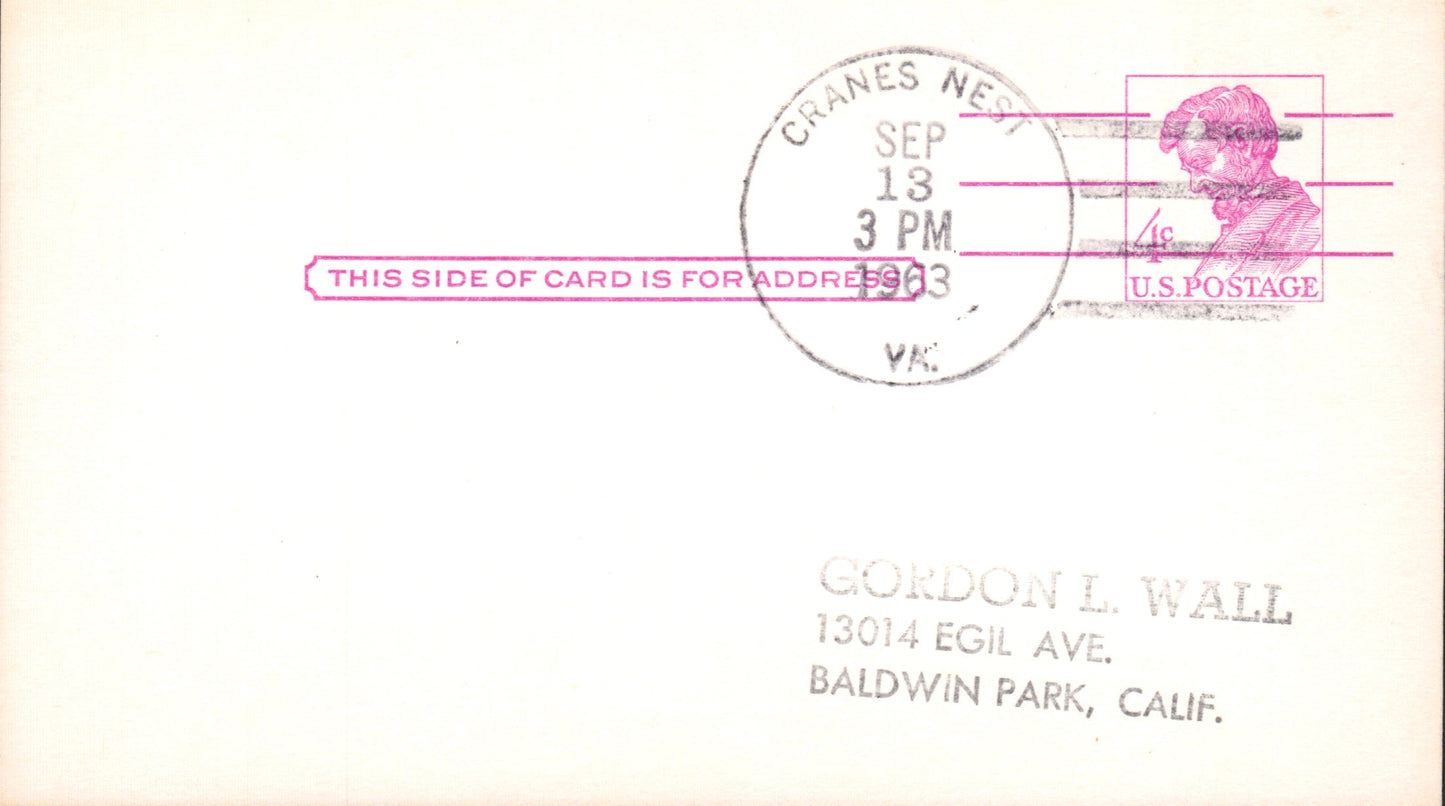 CRANES NEST
SEP
13
3 PM
1963
VA.
4c
U.S. POSTAGE
THIS SIDE OF CARD IS FOR ADDRESS
GORDON L. WALL
13014 EGIL AVE.
BALDWIN PARK, CALIF.